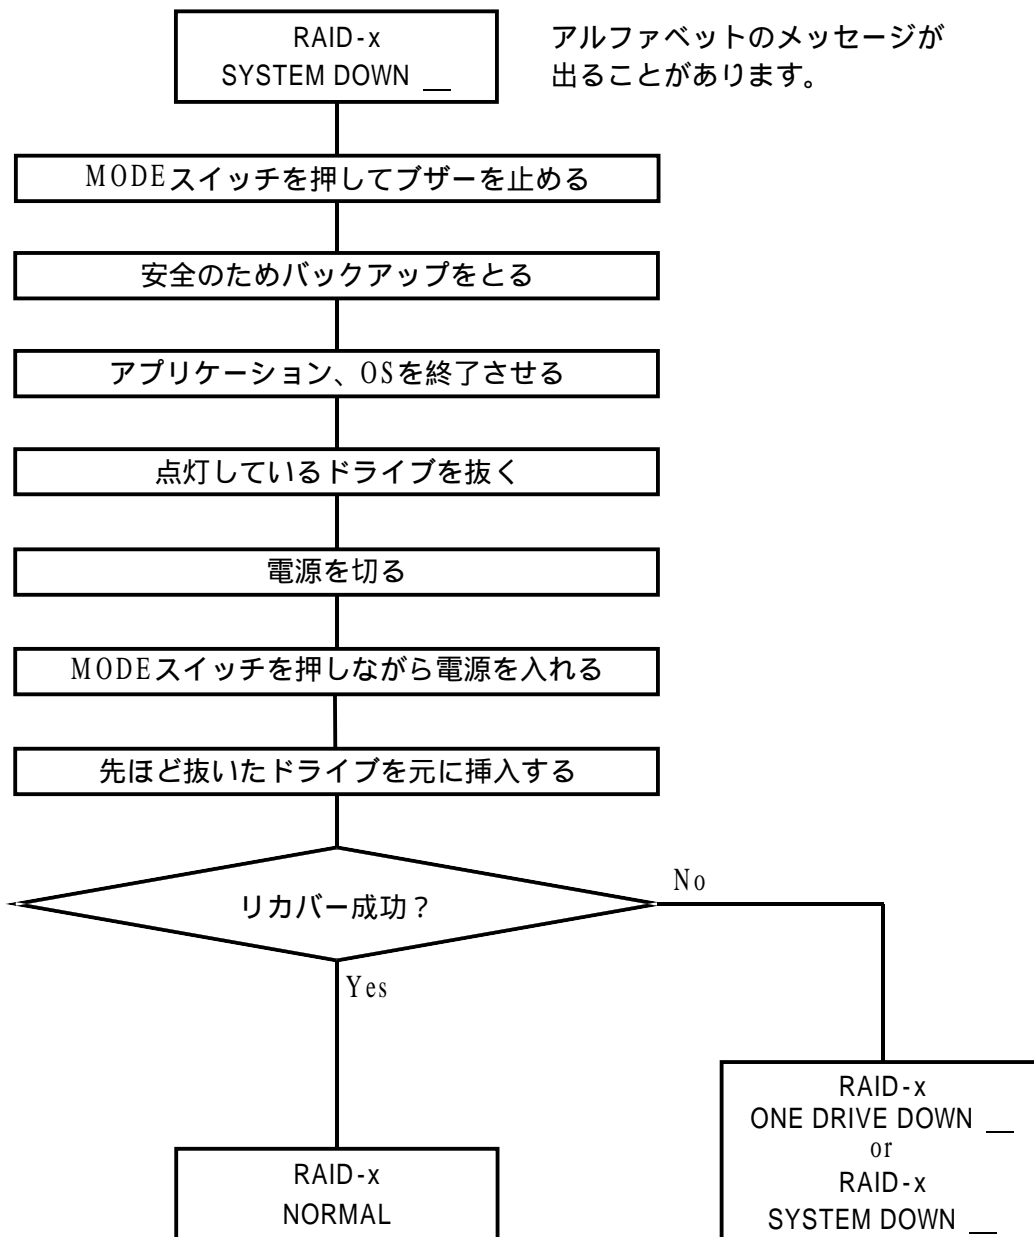 RAID-x
SYSTEM DOWN __
アルファベットのメッセージが
出ることがあります。
MODEスイッチを押してブザーを止める
安全のためバックアップをとる
アプリケーション、OSを終了させる
点灯しているドライブを抜く
電源を切る
MODEスイッチを押しながら電源を入れる
先ほど抜いたドライブを元に挿入する
リカバー成功?
No
Yes
RAID-x
NORMAL
RAID-x
ONE DRIVE DOWN __
or
RAID-x
SYSTEM DOWN __